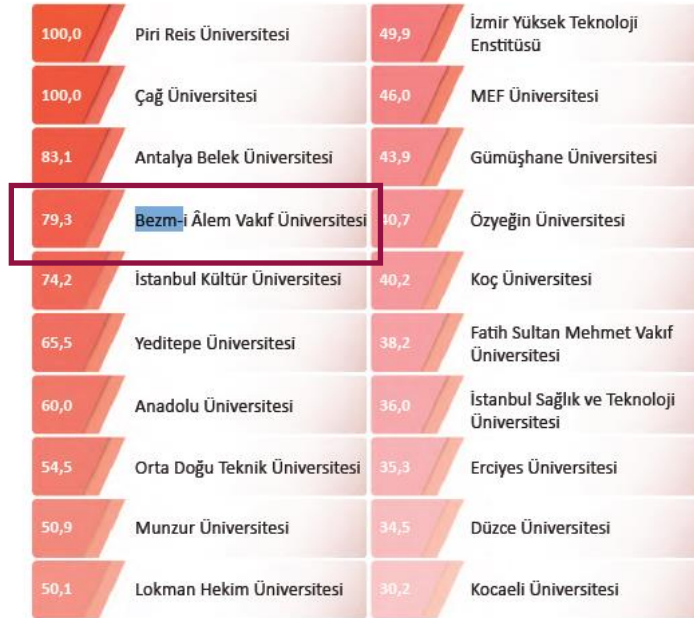 100,0 Piri Reis Üniversitesi
100,0 Çağ Üniversitesi
83,1 Antalya Belek Üniversitesi
79,3 Bezm-i Âlem Vakıf Üniversitesi
74,2 İstanbul Kültür Üniversitesi
65,5 Yeditepe Üniversitesi
60,0 Anadolu Üniversitesi
54,5 Orta Doğu Teknik Üniversitesi
50,9 Munzur Üniversitesi
50,1 Lokman Hekim Üniversitesi
49,9 İzmir Yüksek Teknoloji
Enstitüsü
46,0 MEF Üniversitesi
43,9 Gümüşhane Üniversitesi
40,7 Özyeğin Üniversitesi
40,2 Koç Üniversitesi
38,2 Fatih Sultan Mehmet Vakıf
Üniversitesi
36,0 İstanbul Sağlık ve Teknoloji
Üniversitesi
35,3 Erciyes Üniversitesi
34,5 Düzce Üniversitesi
30,2 Kocaeli Üniversitesi